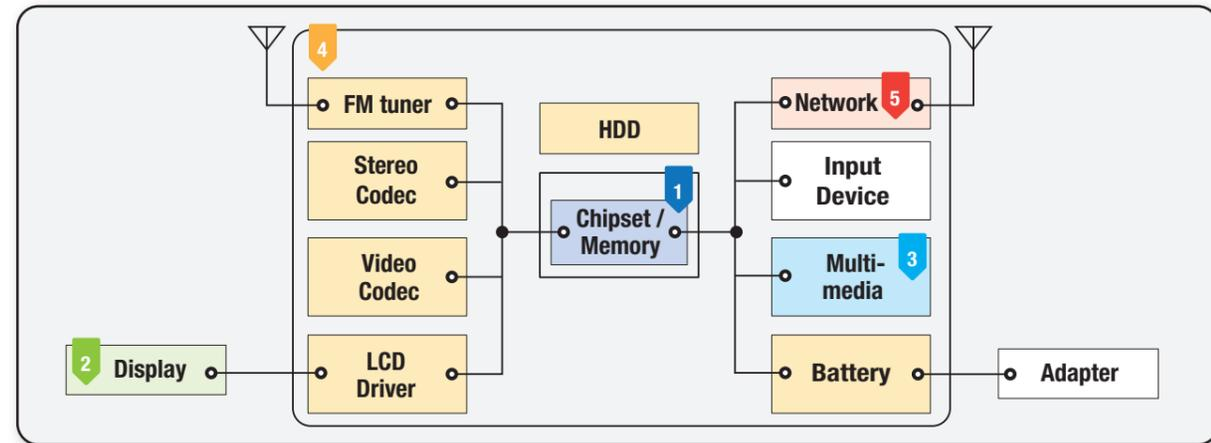 4
FM tuner
Stereo
Codec
Video
Codec
LCD
Driver
2
Display
HDD
1
Chipset /
Memory
Network
5
Input
Device
Multi-
media
3
Battery
Adapter